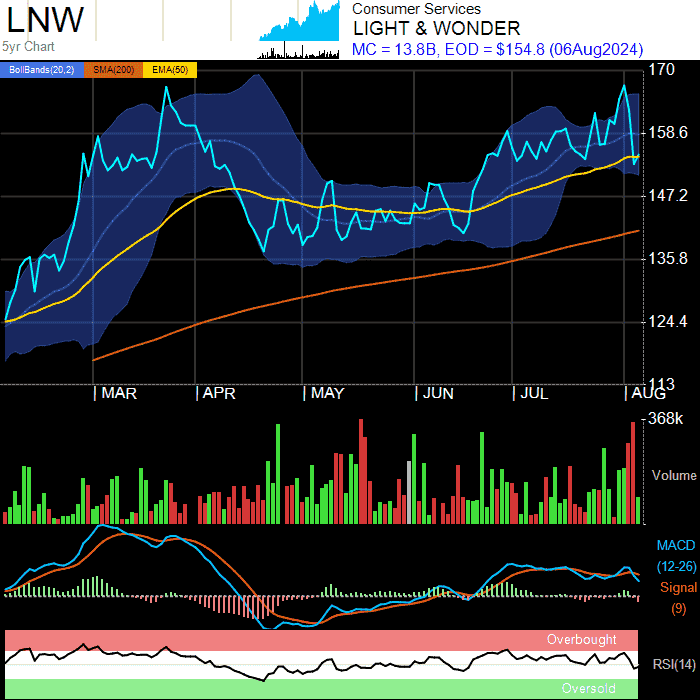 LNW
5yr Chart
Consumer Services
LIGHT & WONDER
MC = 13.8B, EOD = $154.8 (06Aug2024)
BollBands(20,2) SMA(200) EMA(50)
170
158.6
147.2
135.8
124.4
113
MAR APR MAY JUN JUL AUG
368k
Volume
MACD
(12-26)
Signal
(9)
Overbought
RSI(14)
Oversold